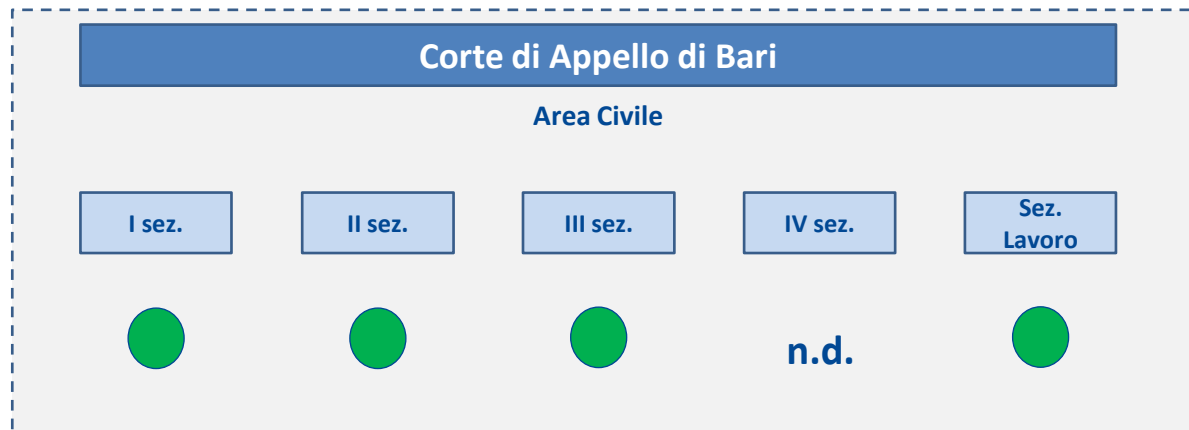 Corte di Appello di Bari
Area Civile
I sez.
II sez.
III sez.
IV sez.
Sez.
Lavoro
n.d.